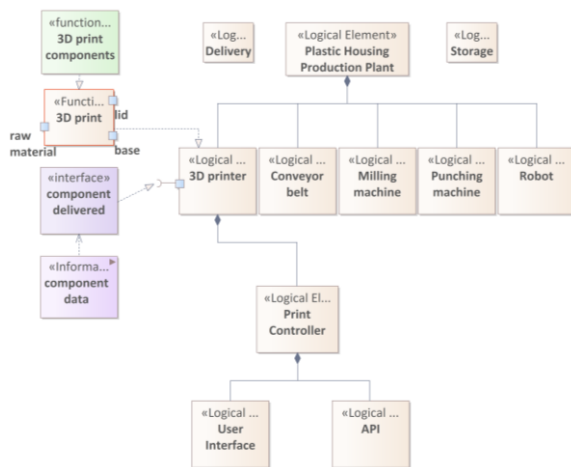 «function...
3D print
components
«Log...
Delivery
«Logical Element»
Plastic Housing
Production Plant
«Log...
Storage
«Functi...
3D print
lid
raw
material
base
«interface»
component
delivered
«Logical ...
3D printer
«Logical ...
Conveyor
belt
«Logical ...
Milling
machine
«Logical ...
Punching
machine
«Logical ...
Robot
«Informa...
component
data
«Logical El...
Print
Controller
«Logical ...
User
Interface
«Logical ...
API